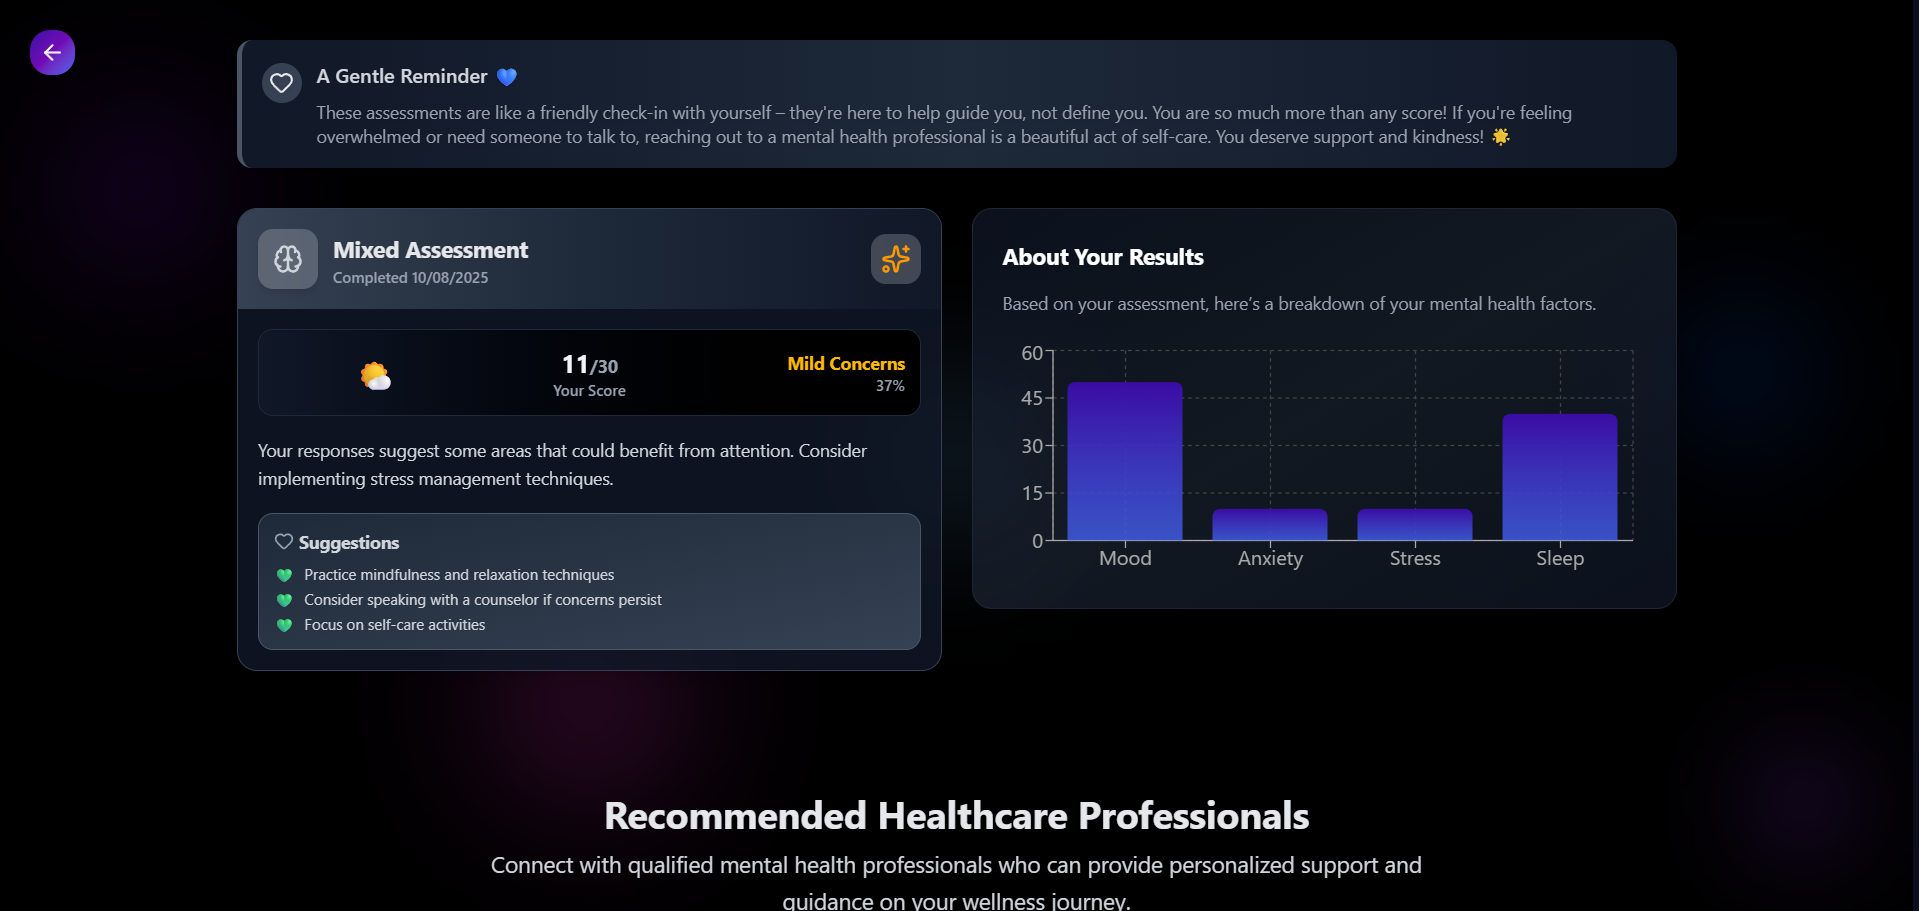 A Gentle Reminder 💙
These assessments are like a friendly check-in with yourself – they're here to help guide you, not define you. You are so much more than any score! If you're feeling
overwhelmed or need someone to talk to, reaching out to a mental health professional is a beautiful act of self-care. You deserve support and kindness! 🌟
Mixed Assessment
Completed 10/08/2025
11/30
Your Score
Mild Concerns
37%
Your responses suggest some areas that could benefit from attention. Consider
implementing stress management techniques.
Suggestions
💚 Practice mindfulness and relaxation techniques
💚 Consider speaking with a counselor if concerns persist
💚 Focus on self-care activities
About Your Results
Based on your assessment, here’s a breakdown of your mental health factors.
60
45
30
15
0
Mood Anxiety Stress Sleep
Recommended Healthcare Professionals
Connect with qualified mental health professionals who can provide personalized support and
guidance on your wellness journey.